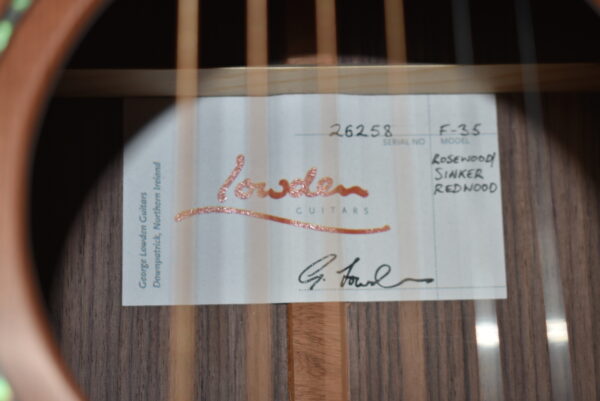 26258 F-35
SERIAL NO MODEL
ROSEWOOD/
SINKER
REDWOOD
Lowden
GUITARS
George Lowden Guitars
Downpatrick, Northern Ireland
G. Lowden